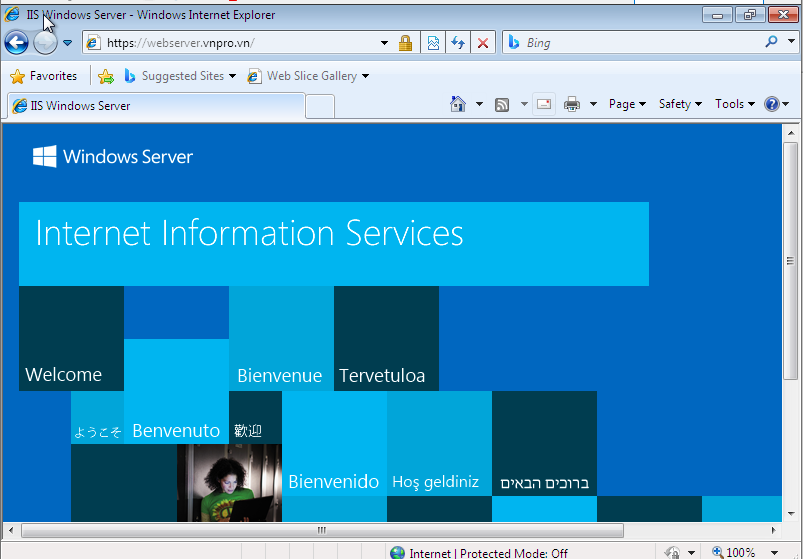 IIS Windows Server - Windows Internet Explorer
https://webserver.vnpro.vn/
Bing
Favorites
Suggested Sites
Web Slice Gallery
IIS Windows Server
Page
Safety
Tools
Windows Server
Internet Information Services
Welcome
Bienvenue
Tervetuloa
ようこそ
Benvenuto
歡迎
Bienvenido
Hoş geldiniz
ברוכים הבאים
Internet | Protected Mode: Off
100%